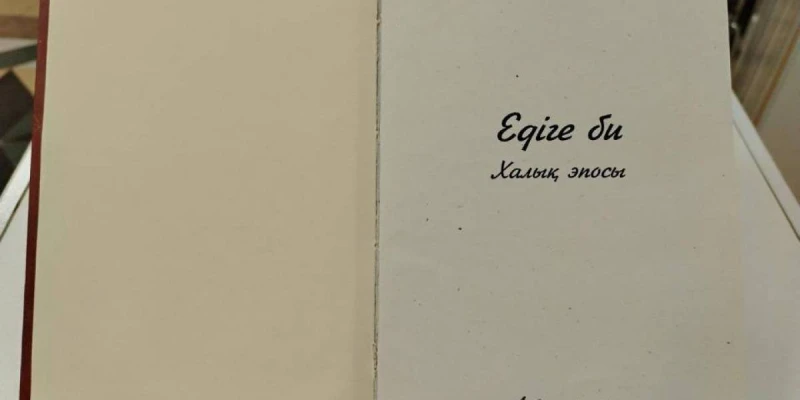 Едіге би
Халық эпосы